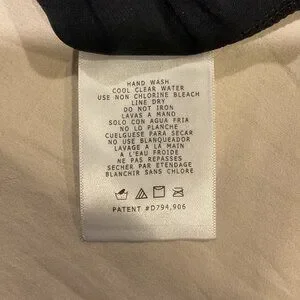 HAND WASH
COOL CLEAR WATER
USE NON CHLORINE BLEACH
LINE DRY
DO NOT IRON
LAVAS A MANO
SOLO CON AGUA FRIA
NO LO PLANCHE
CUELGUESE PARA SECAR
NO USE BLANQUEADOR
LAVAGE A LA MAIN
A L'EAU FROIDE
NE PAS REPASSES
SECHER PAR ETENDAGE
BLANCHIR SANS CHLORE
PATENT #D794,906